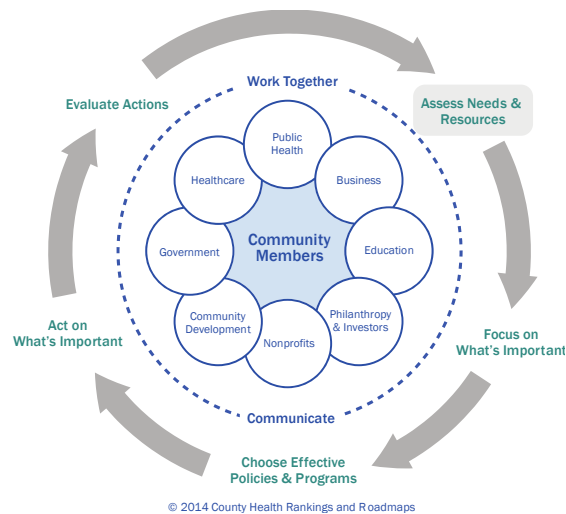 Work Together
Evaluate Actions
Assess Needs &
Resources
Public
Health
Healthcare
Business
Government
Community
Members
Education
Community
Development
Philanthropy
& Investors
Nonprofits
Act on
What's Important
Focus on
What's Important
Communicate
Choose Effective
Policies & Programs
© 2014 County Health Rankings and Roadmaps